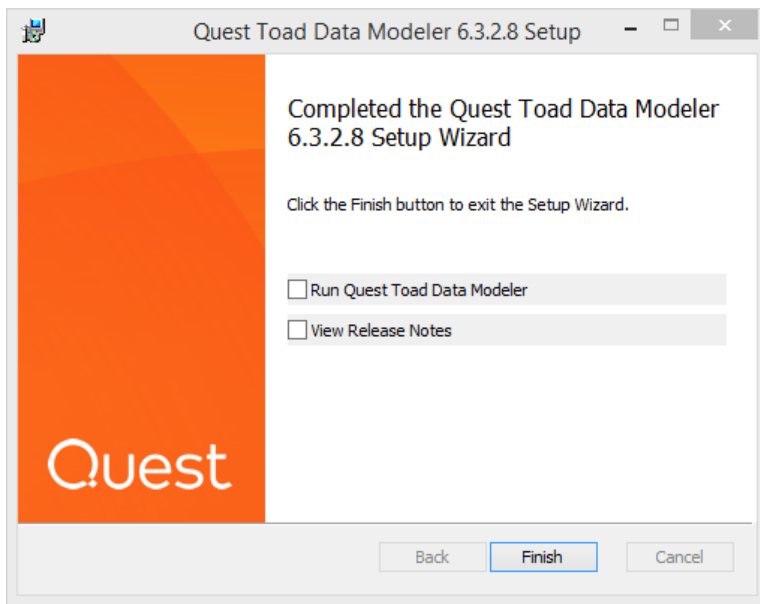 Quest Toad Data Modeler 6.3.2.8 Setup
Completed the Quest Toad Data Modeler
6.3.2.8 Setup Wizard
Click the Finish button to exit the Setup Wizard.
Run Quest Toad Data Modeler
View Release Notes
Quest
Back
Finish
Cancel